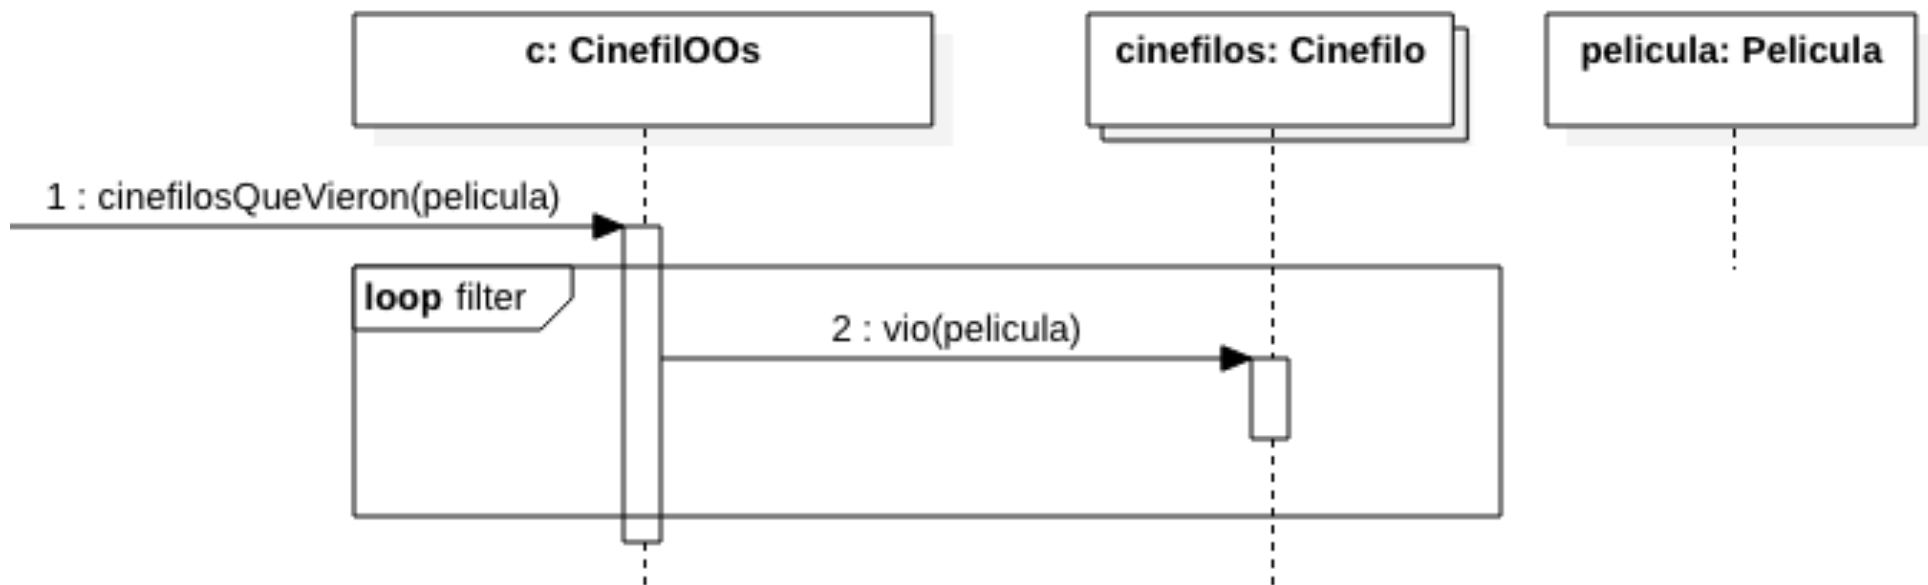 c: CinefilOOs
cinefilos: Cinefilo
pelicula: Pelicula
1 : cinefilosQueVieron(pelicula)
loop filter
2 : vio(pelicula)